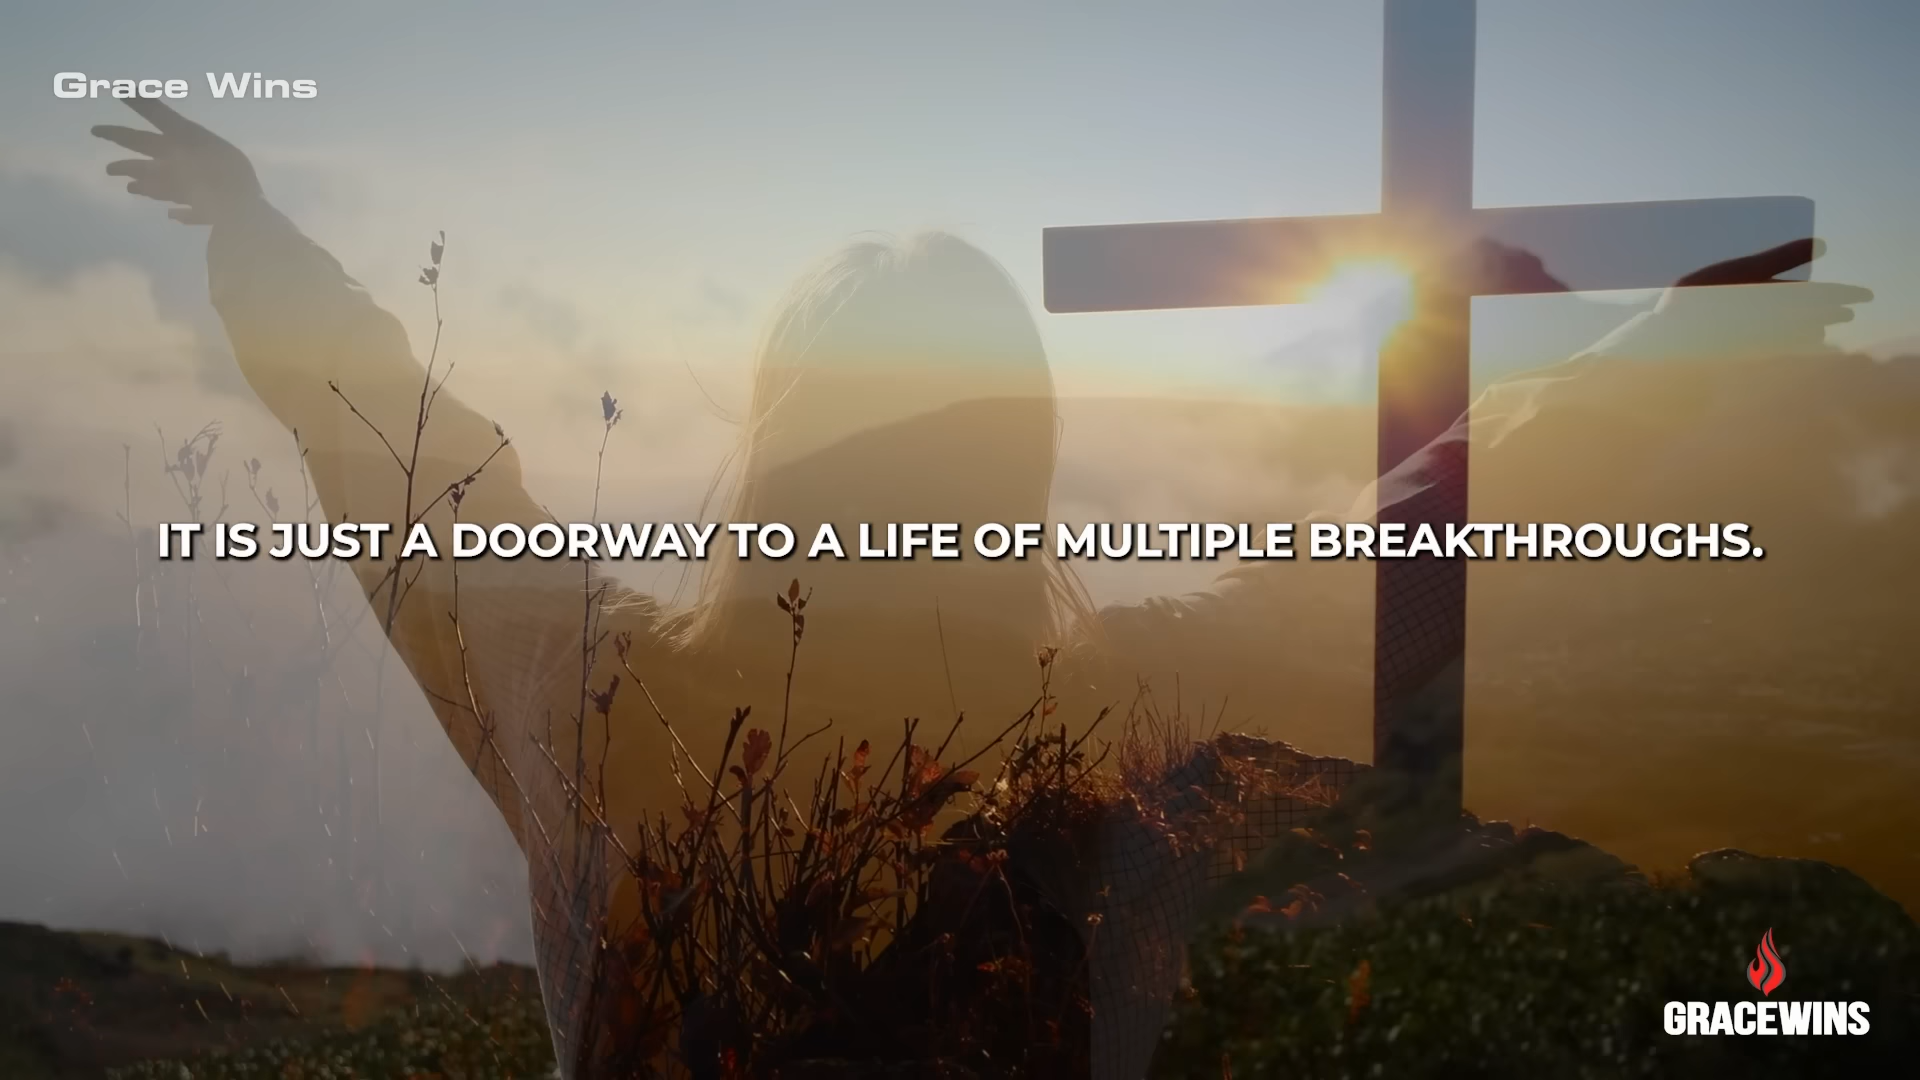 Grace Wins
IT IS JUST A DOORWAY TO A LIFE OF MULTIPLE BREAKTHROUGHS.
GRACEWINS